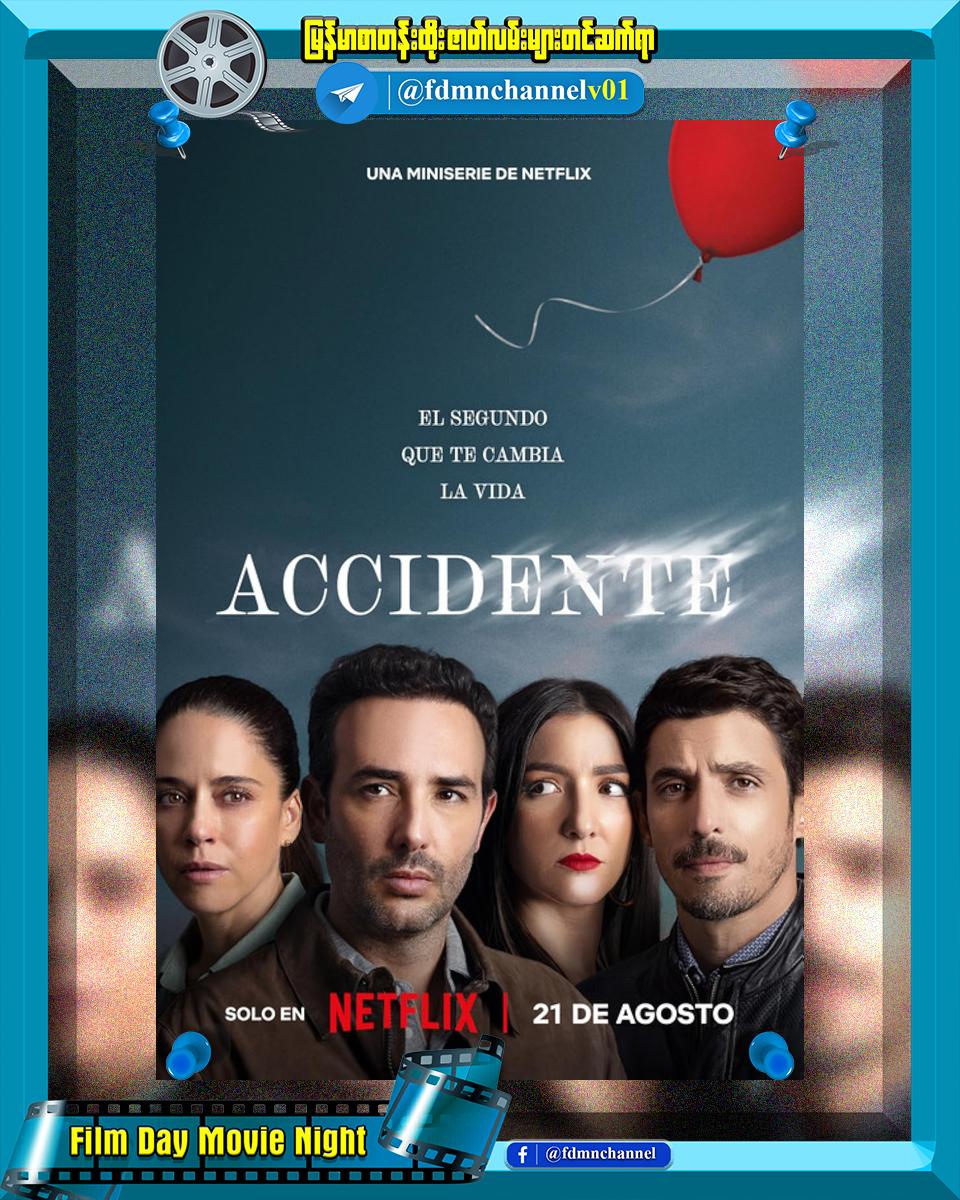 မြန်မာစာတန်းထိုးဇာတ်လမ်းများတင်ဆက်ရာ
@fdmnchannelv01
UNA MINISERIE DE NETFLIX
EL SEGUNDO
QUE TE CAMBIA
LA VIDA
ACCIDENTE
SOLO EN NETFLIX | 21 DE AGOSTO
Film Day Movie Night
@fdmnchannel